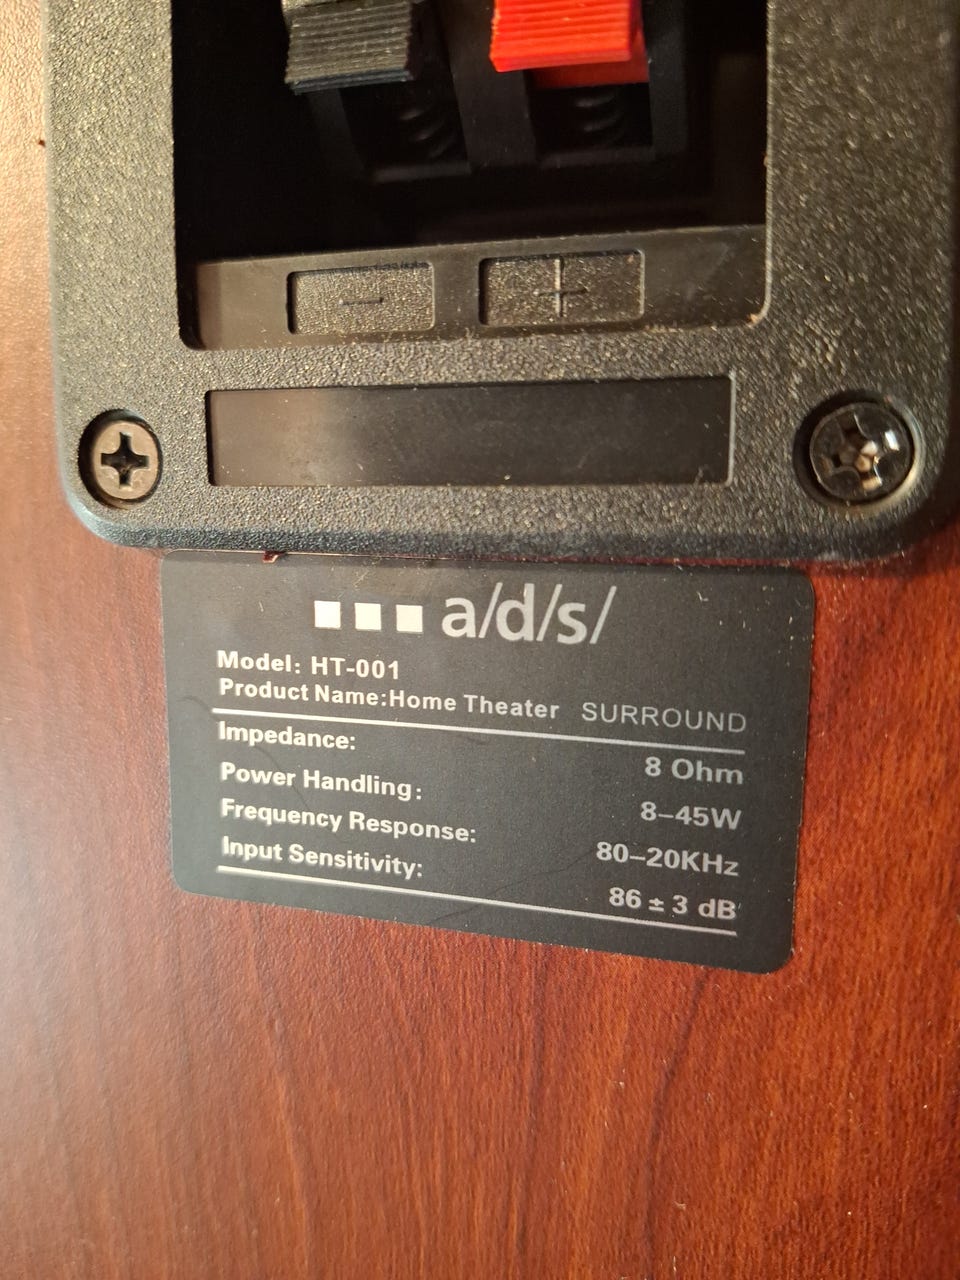 - +
a/d/s/
Model: HT-001
Product Name:Home Theater SURROUND
Impedance: 8 Ohm
Power Handling: 8–45W
Frequency Response: 80–20KHz
Input Sensitivity: 86 ± 3 dB